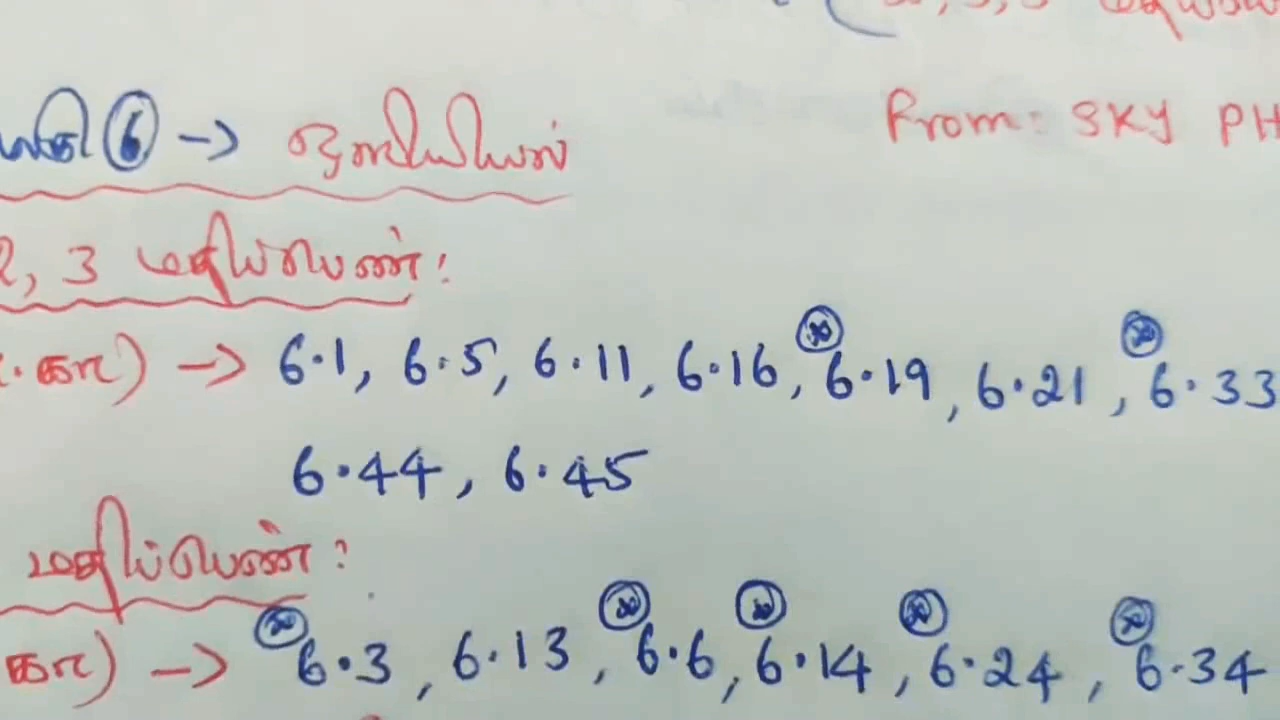 மதிப்பெ
From: SKY PH
6 -> ஒளியியல்
2, 3 மதிப்பெண்:
கா) -> 6.1, 6.5, 6.11, 6.16, 6.19, 6.21, 6.33
6.44, 6.45
மதிப்பெண்:
கா) -> 6.3, 6.13, 6.6, 6.14, 6.24, 6.34